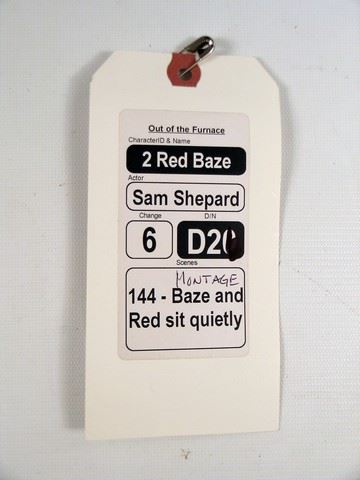 Out of the Furnace
CharacterID & Name
2 Red Baze
Actor
Sam Shepard
Change D/N
6 D20
Scenes
MONTAGE
144 - Baze and
Red sit quietly